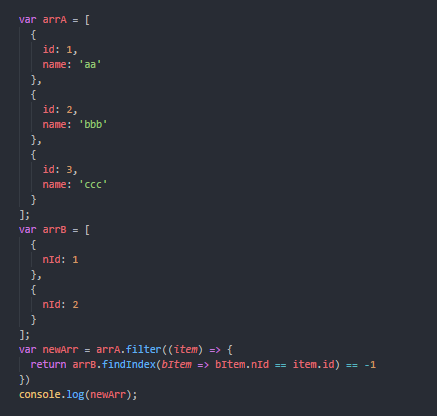 var arrA = [
  {
    id: 1,
    name: 'aa'
  },
  {
    id: 2,
    name: 'bbb'
  },
  {
    id: 3,
    name: 'ccc'
  }
];
var arrB = [
  {
    nId: 1
  },
  {
    nId: 2
  }
];
var newArr = arrA.filter((item) => {
  return arrB.findIndex(bItem => bItem.nId == item.id) == -1
})
console.log(newArr);